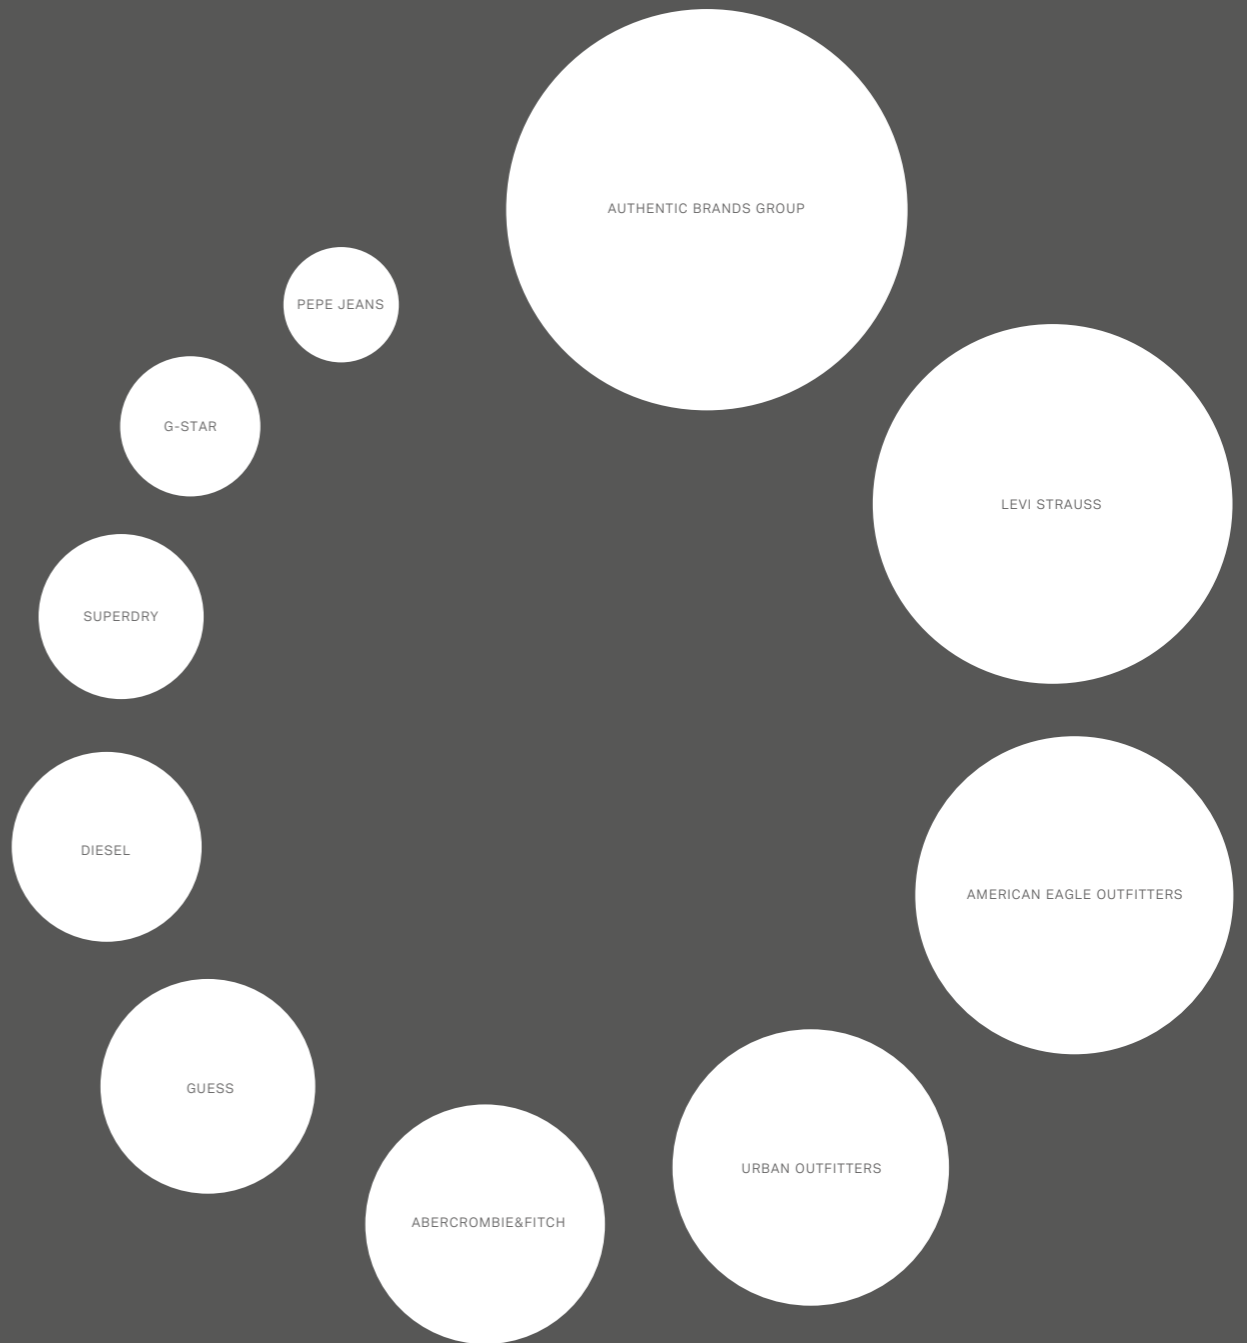 AUTHENTIC BRANDS GROUP
PEPE JEANS
G-STAR
LEVI STRAUSS
SUPERDRY
DIESEL
AMERICAN EAGLE OUTFITTERS
GUESS
URBAN OUTFITTERS
ABERCROMBIE&FITCH